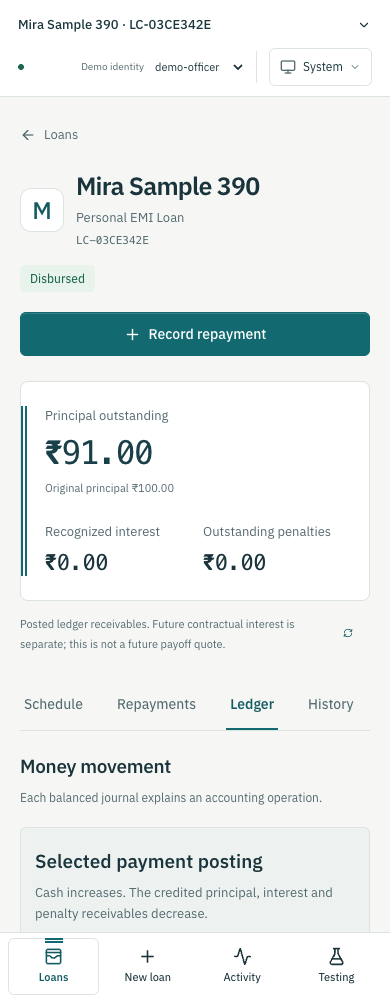 Mira Sample 390 · LC-03CE342E
Demo identity demo-officer System
Loans
M
Mira Sample 390
Personal EMI Loan
LC-03CE342E
Disbursed
Record repayment
Principal outstanding
₹91.00
Original principal ₹100.00
Recognized interest Outstanding penalties
₹0.00 ₹0.00
Posted ledger receivables. Future contractual interest is
separate; this is not a future payoff quote.
Schedule Repayments Ledger History
Money movement
Each balanced journal explains an accounting operation.
Selected payment posting
Cash increases. The credited principal, interest and
penalty receivables decrease.
Loans New loan Activity Testing